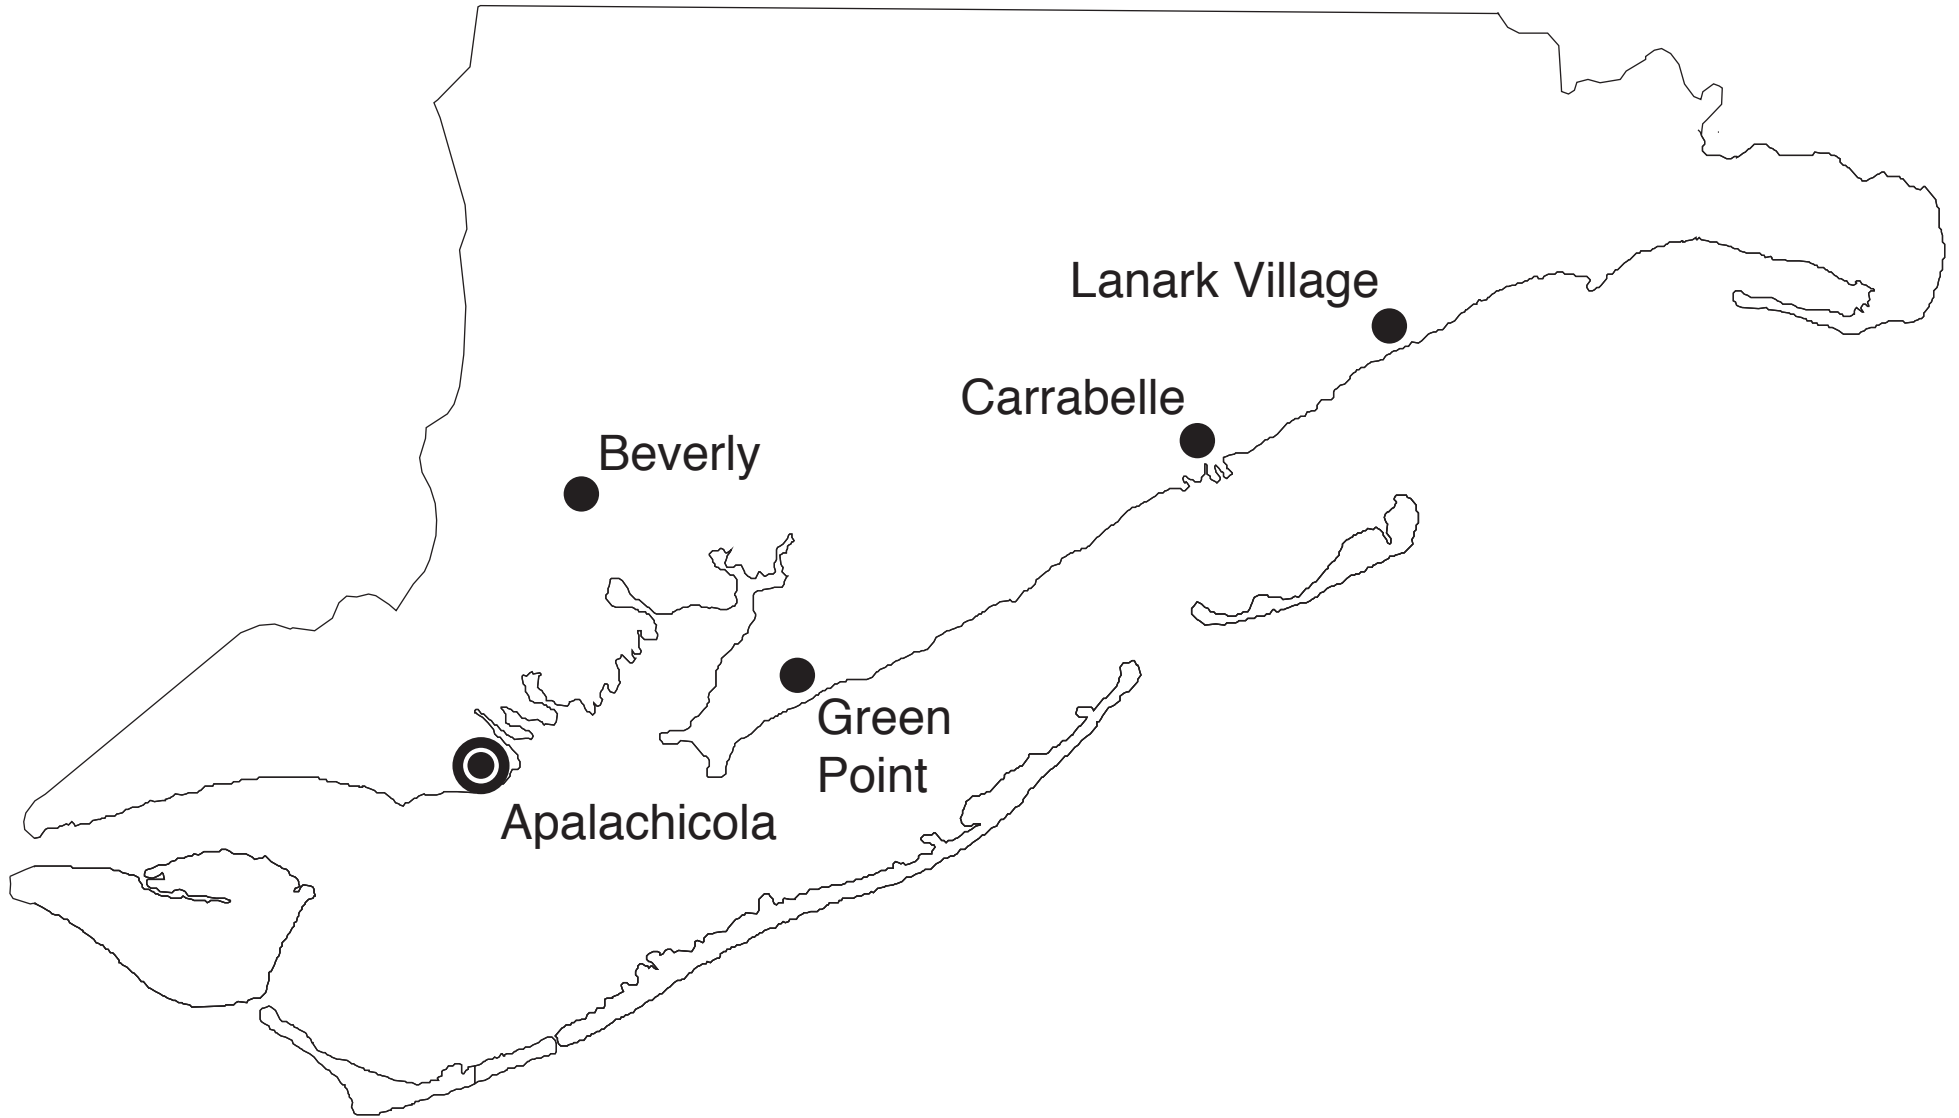 Lanark Village
Carrabelle
Beverly
Green
Point
Apalachicola